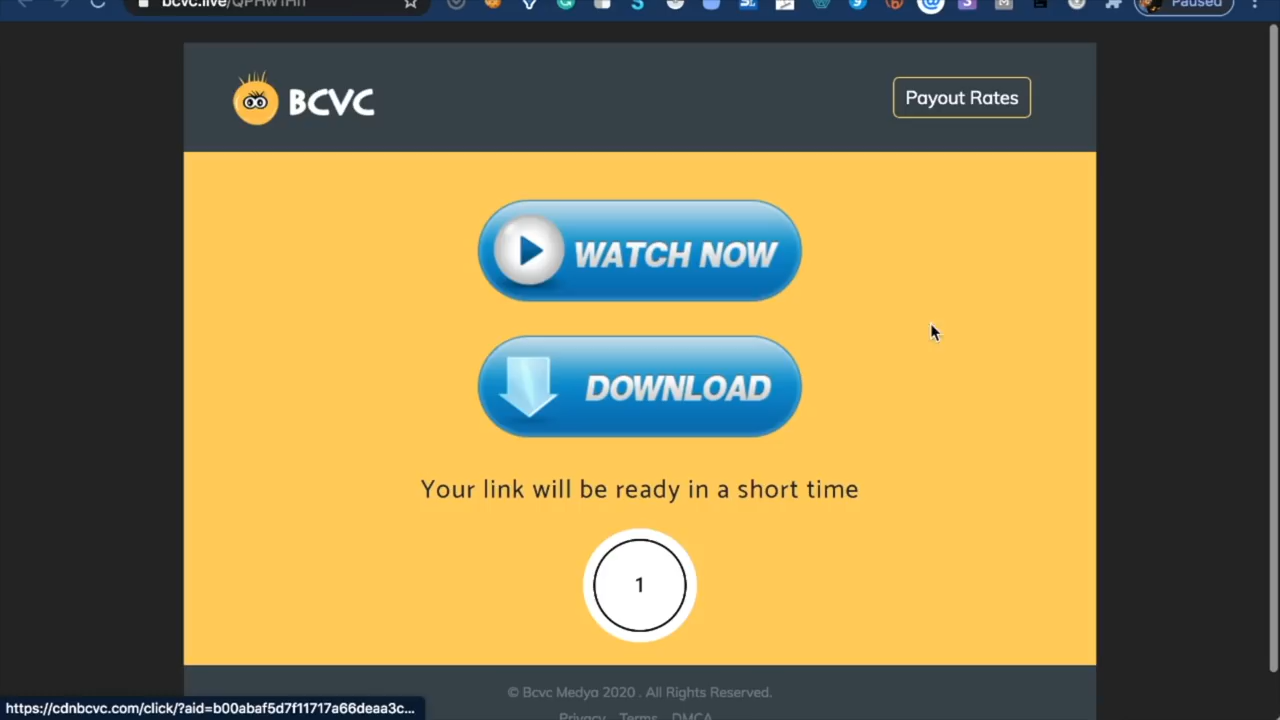 bcvc.live/QPHwTHn
Paused
BCVC
Payout Rates
WATCH NOW
DOWNLOAD
Your link will be ready in a short time
1
© Bcvc Medya 2020 . All Rights Reserved.
Privacy Terms DMCA
https://cdnbcvc.com/click/?aid=b00abaf5d7f11717a66deaa3c...